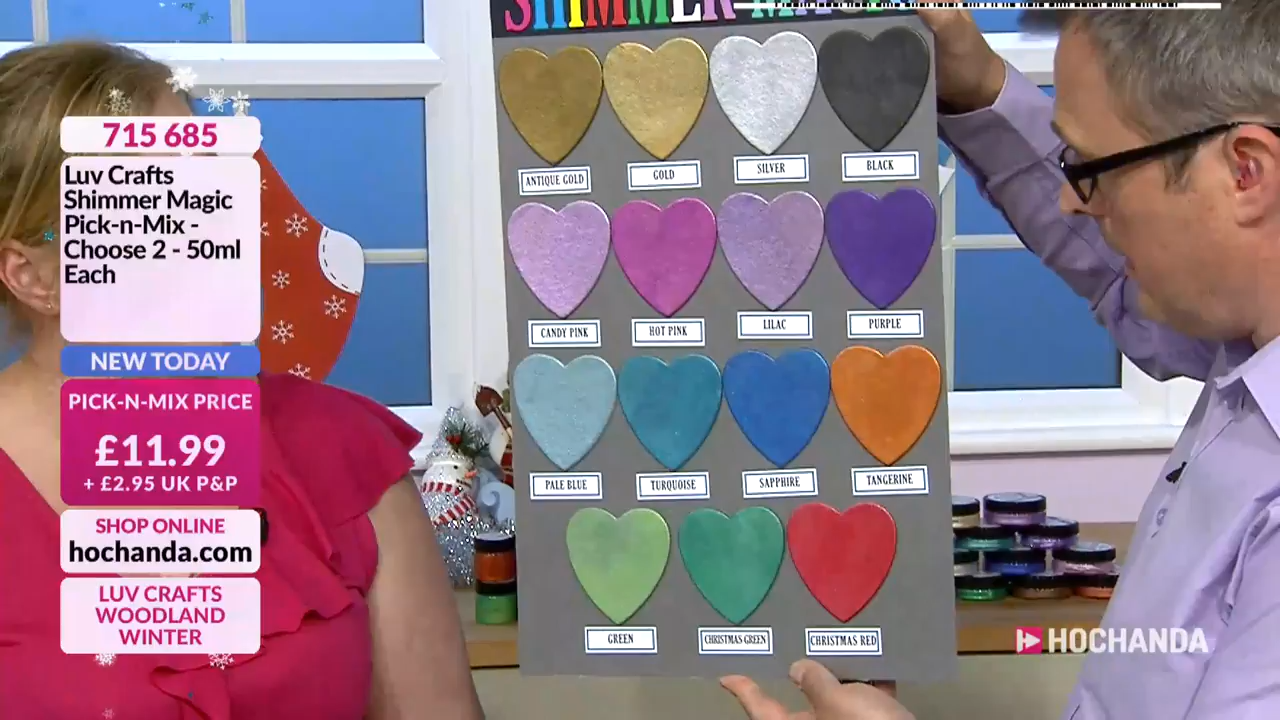 SHIMMER
715 685
Luv Crafts
Shimmer Magic
Pick-n-Mix -
Choose 2 - 50ml
Each
NEW TODAY
PICK-N-MIX PRICE
£11.99
+ £2.95 UK P&P
SHOP ONLINE
hochanda.com
LUV CRAFTS
WOODLAND
WINTER
ANTIQUE GOLD
GOLD
SILVER
BLACK
CANDY PINK
HOT PINK
LILAC
PURPLE
PALE BLUE
TURQUOISE
SAPPHIRE
TANGERINE
GREEN
CHRISTMAS GREEN
CHRISTMAS RED
HOCHANDA